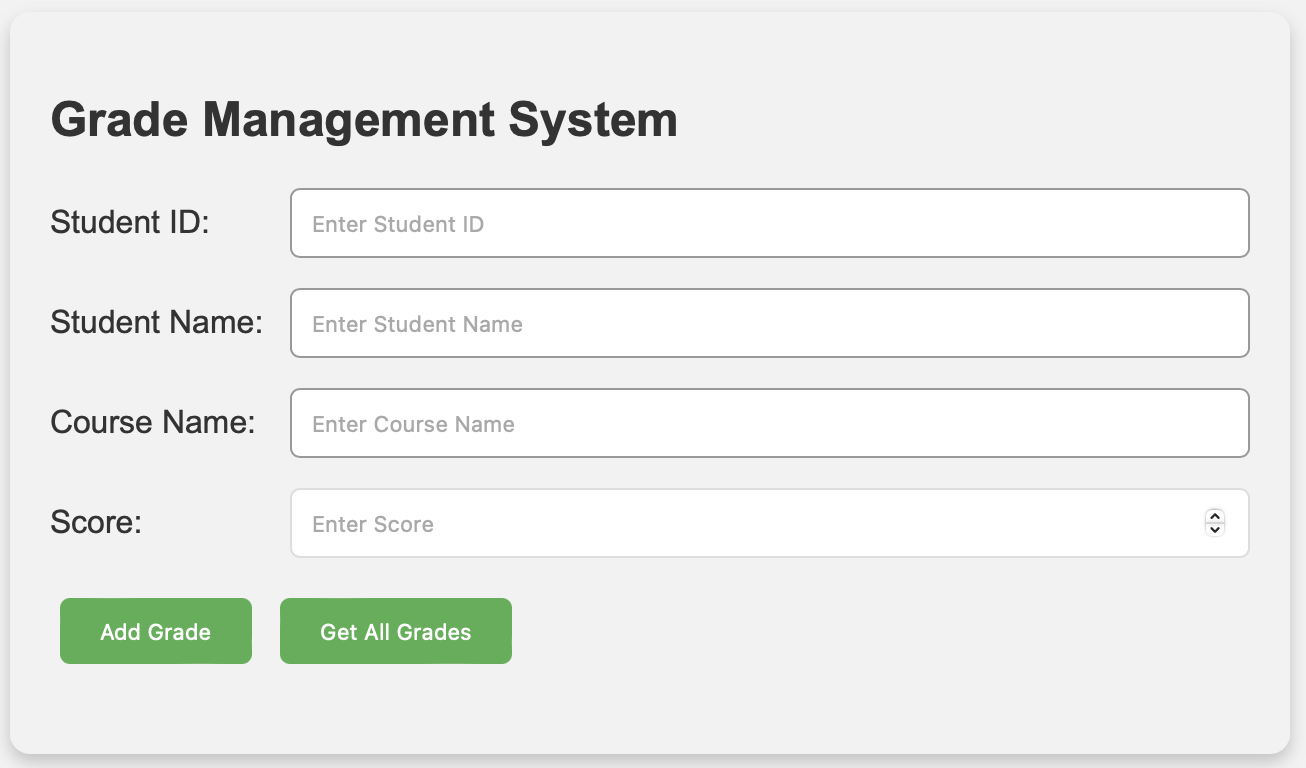 Grade Management System
Student ID: Enter Student ID
Student Name: Enter Student Name
Course Name: Enter Course Name
Score: Enter Score
Add Grade Get All Grades